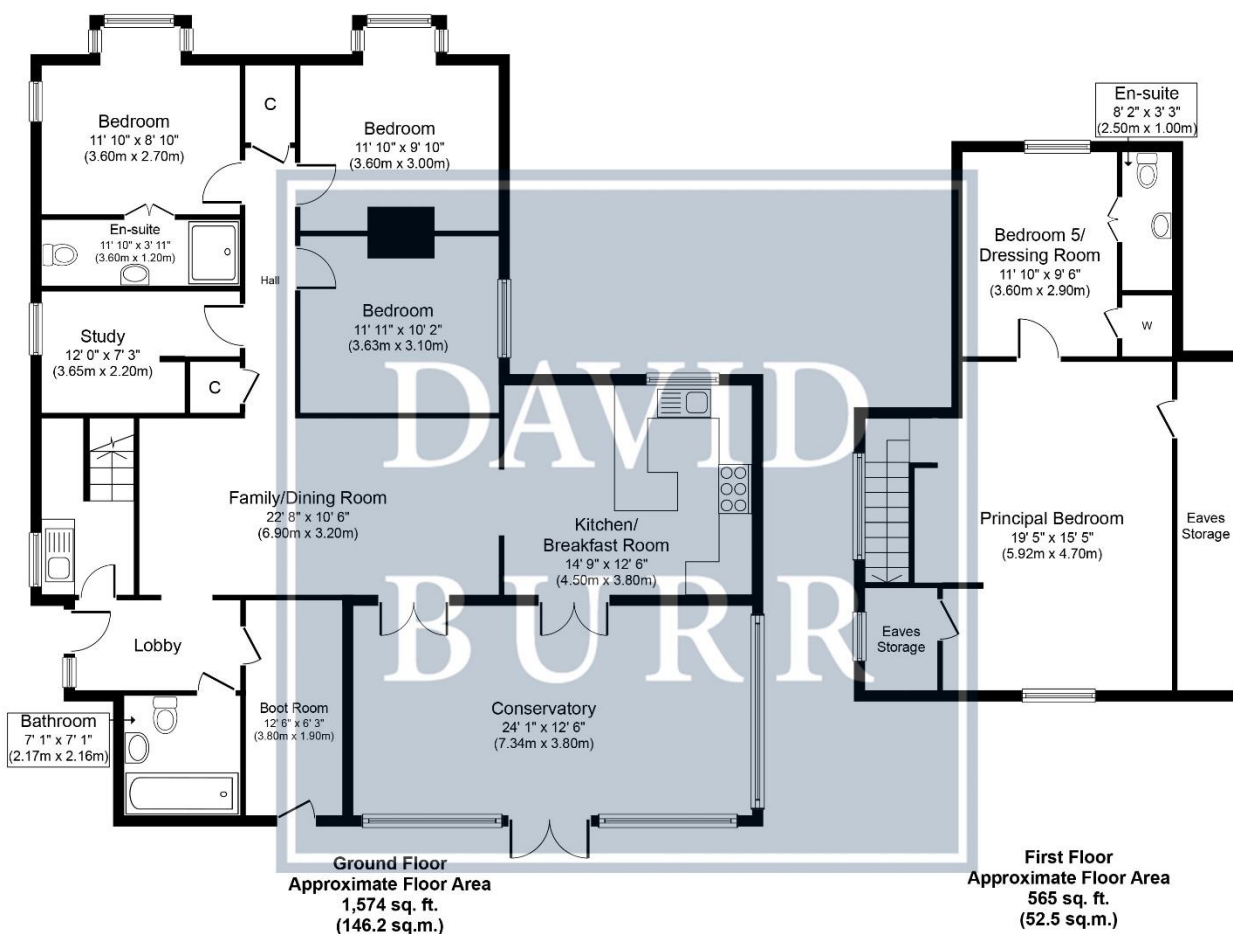 Bedroom
11' 10" x 8' 10"
(3.60m x 2.70m)
C
Bedroom
11' 10" x 9' 10"
(3.60m x 3.00m)
En-suite
11' 10" x 3' 11"
(3.60m x 1.20m)
Hall
Bedroom
11' 11" x 10' 2"
(3.63m x 3.10m)
Study
12' 0" x 7' 3"
(3.65m x 2.20m)
C
Family/Dining Room
22' 8" x 10' 6"
(6.90m x 3.20m)
Kitchen/
Breakfast Room
14' 9" x 12' 6"
(4.50m x 3.80m)
Lobby
Bathroom
7' 1" x 7' 1"
(2.17m x 2.16m)
Boot Room
12' 6" x 6' 3"
(3.80m x 1.90m)
Conservatory
24' 1" x 12' 6"
(7.34m x 3.80m)
DAVID
BURR
Ground Floor
Approximate Floor Area
1,574 sq. ft.
(146.2 sq.m.)
En-suite
8' 2" x 3' 3"
(2.50m x 1.00m)
Bedroom 5/
Dressing Room
11' 10" x 9' 6"
(3.60m x 2.90m)
W
Principal Bedroom
19' 5" x 15' 5"
(5.92m x 4.70m)
Eaves
Storage
Eaves
Storage
First Floor
Approximate Floor Area
565 sq. ft.
(52.5 sq.m.)